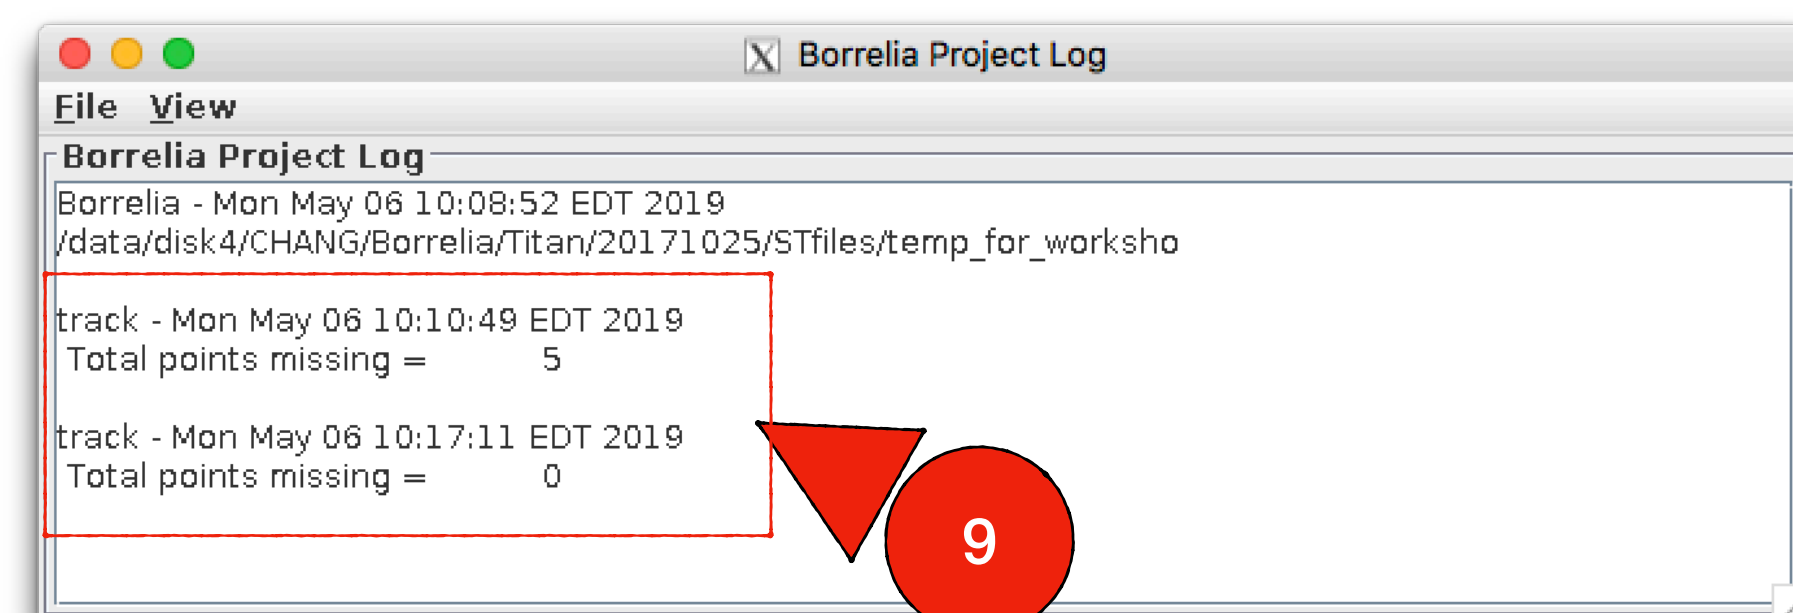 Borrelia Project Log
File View
Borrelia Project Log
Borrelia - Mon May 06 10:08:52 EDT 2019
/data/disk4/CHANG/Borrelia/Titan/20171025/STfiles/temp_for_worksho
track - Mon May 06 10:10:49 EDT 2019
Total points missing = 5
track - Mon May 06 10:17:11 EDT 2019
Total points missing = 0
9